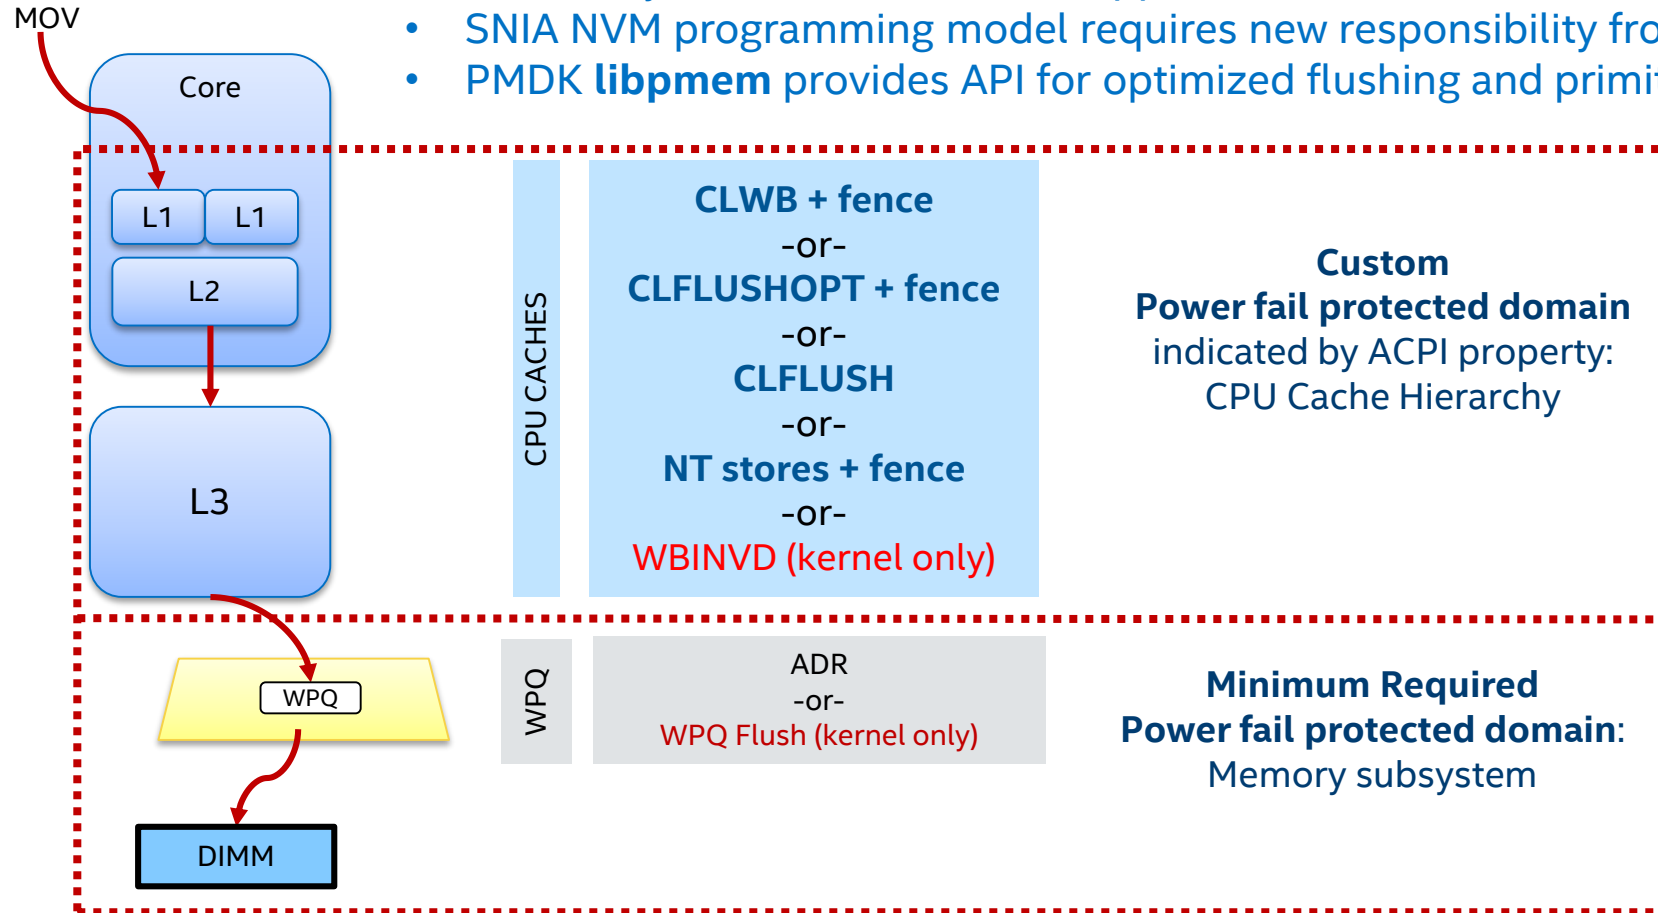 MOV
• SNIA NVM programming model requires new responsibility
• PMDK libpmem provides API for optimized flushing and
Core
L1 L1
L2
L3
CPU CACHES
CLWB + fence
-or-
CLFLUSHOPT + fence
-or-
CLFLUSH
-or-
NT stores + fence
-or-
WBINVD (kernel only)
Custom
Power fail protected domain
indicated by ACPI property:
CPU Cache Hierarchy
WPQ
WPQ
ADR
-or-
WPQ Flush (kernel only)
Minimum Required
Power fail protected domain:
Memory subsystem
DIMM